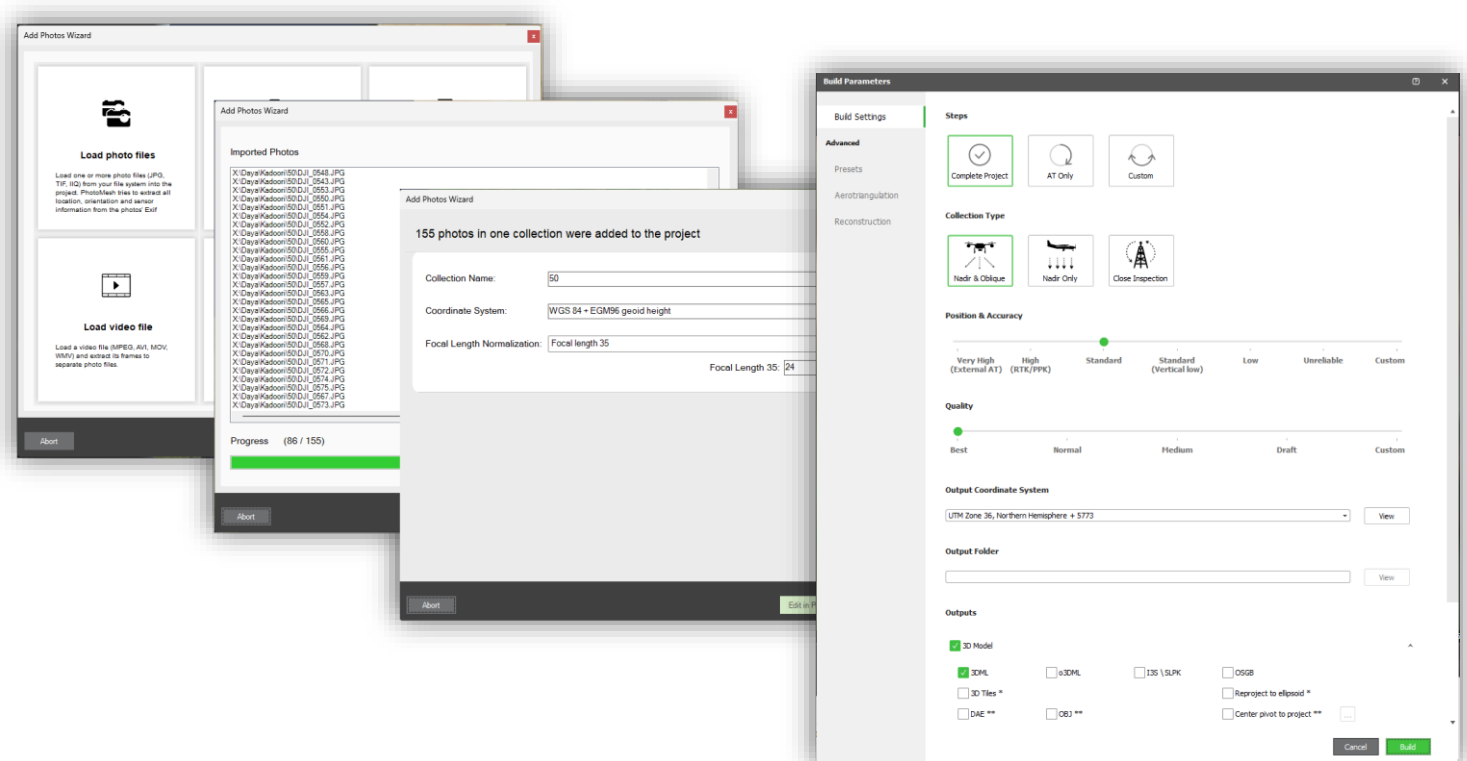 Add Photos Wizard
x
Load photo files
Load one or more photo files (JPG,
TIF, IIQ) from your file system into the
project. PhotoMesh tries to extract all
location, orientation and sensor
information from the photos' Exif
Load video file
Load a video file (MPEG, AVI, MOV,
WMV) and extract its frames to
separate photo files.
Abort
Add Photos Wizard
x
Imported Photos
X:\Daya\Kadoori\50\DJI_0548.JPG
X:\Daya\Kadoori\50\DJI_0543.JPG
X:\Daya\Kadoori\50\DJI_0553.JPG
X:\Daya\Kadoori\50\DJI_0550.JPG
X:\Daya\Kadoori\50\DJI_0551.JPG
X:\Daya\Kadoori\50\DJI_0554.JPG
X:\Daya\Kadoori\50\DJI_0552.JPG
X:\Daya\Kadoori\50\DJI_0558.JPG
X:\Daya\Kadoori\50\DJI_0560.JPG
X:\Daya\Kadoori\50\DJI_0555.JPG
X:\Daya\Kadoori\50\DJI_0561.JPG
X:\Daya\Kadoori\50\DJI_0556.JPG
X:\Daya\Kadoori\50\DJI_0559.JPG
X:\Daya\Kadoori\50\DJI_0557.JPG
X:\Daya\Kadoori\50\DJI_0563.JPG
X:\Daya\Kadoori\50\DJI_0565.JPG
X:\Daya\Kadoori\50\DJI_0566.JPG
X:\Daya\Kadoori\50\DJI_0569.JPG
X:\Daya\Kadoori\50\DJI_0564.JPG
X:\Daya\Kadoori\50\DJI_0562.JPG
X:\Daya\Kadoori\50\DJI_0568.JPG
X:\Daya\Kadoori\50\DJI_0570.JPG
X:\Daya\Kadoori\50\DJI_0571.JPG
X:\Daya\Kadoori\50\DJI_0572.JPG
X:\Daya\Kadoori\50\DJI_0574.JPG
X:\Daya\Kadoori\50\DJI_0575.JPG
X:\Daya\Kadoori\50\DJI_0567.JPG
X:\Daya\Kadoori\50\DJI_0573.JPG
Progress (86 / 155)
Abort
Add Photos Wizard
155 photos in one collection were added to the project
Collection Name: 50
Coordinate System: WGS 84 + EGM96 geoid height
Focal Length Normalization: Focal length 35
Focal Length 35: 24
Abort
Edit in
Build Parameters
Build Settings
Advanced
Presets
Aerotriangulation
Reconstruction
Steps
Complete Project AT Only Custom
Collection Type
Nadir & Oblique Nadir Only Close Inspection
Position & Accuracy
Very High High Standard Standard Low Unreliable Custom
(External AT) (RTK/PPK) (Vertical low)
Quality
Best Normal Medium Draft Custom
Output Coordinate System
UTM Zone 36, Northern Hemisphere + 5773 View
Output Folder
View
Outputs
3D Model
3DML o3DML I3S \SLPK OSGB
3D Tiles * Reproject to ellipsoid *
DAE ** OBJ ** Center pivot to project ** ...
Cancel Build